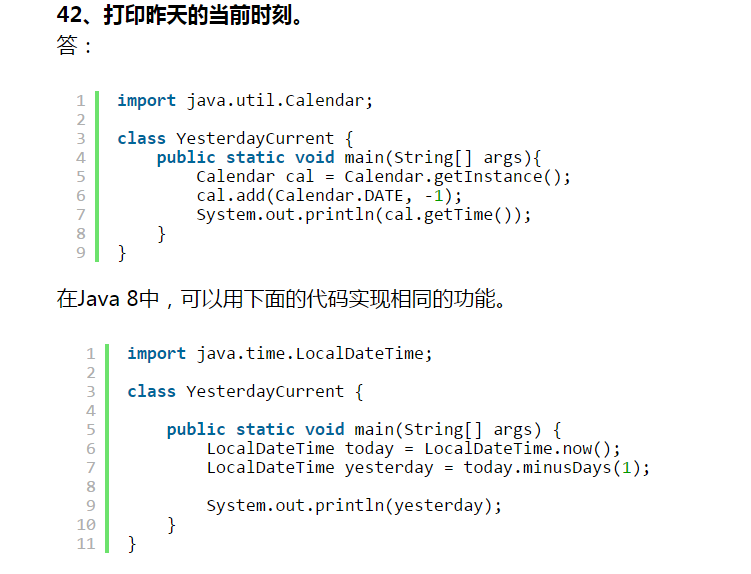 42、打印昨天的当前时刻。
答：
1 import java.util.Calendar;
2
3 class YesterdayCurrent {
4     public static void main(String[] args){
5         Calendar cal = Calendar.getInstance();
6         cal.add(Calendar.DATE, -1);
7         System.out.println(cal.getTime());
8     }
9 }
在Java 8中，可以用下面的代码实现相同的功能。
1 import java.time.LocalDateTime;
2
3 class YesterdayCurrent {
4
5     public static void main(String[] args) {
6         LocalDateTime today = LocalDateTime.now();
7         LocalDateTime yesterday = today.minusDays(1);
8
9         System.out.println(yesterday);
10     }
11 }